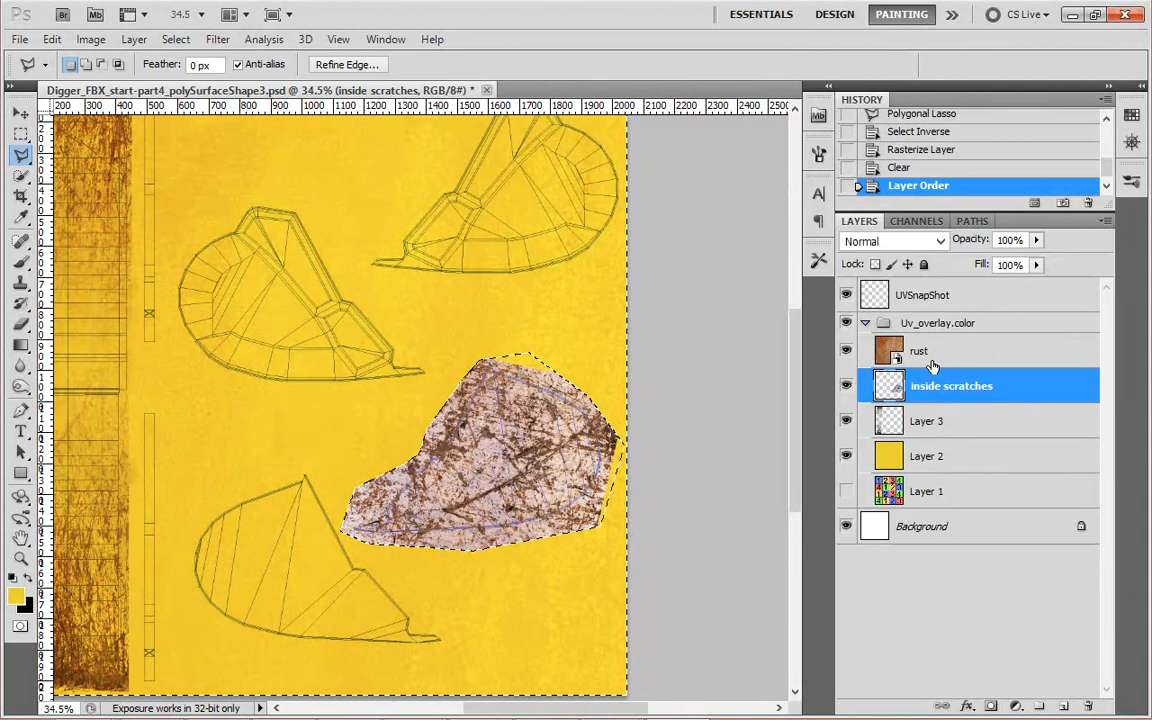 Ps Br Mb 34.5 ESSENTIALS DESIGN PAINTING CS Live
File Edit Image Layer Select Filter Analysis 3D View Window Help
Feather: 0 px Anti-alias Refine Edge...
Digger_FBX_start-part4_polySurfaceShape3.psd @ 34.5% (inside scratches, RGB/8#) *
200 300 400 500 600 700 800 900 1000 1100 1200 1300 1400 1500 1600 1700 1800 1900 2000 2100 2200 2300 2400 2500
HISTORY
Polygonal Lasso
Select Inverse
Rasterize Layer
Clear
Layer Order
LAYERS CHANNELS PATHS
Normal Opacity: 100%
Lock: Fill: 100%
UVSnapShot
Uv_overlay.color
rust
inside scratches
Layer 3
Layer 2
Layer 1
Background
34.5% Exposure works in 32-bit only